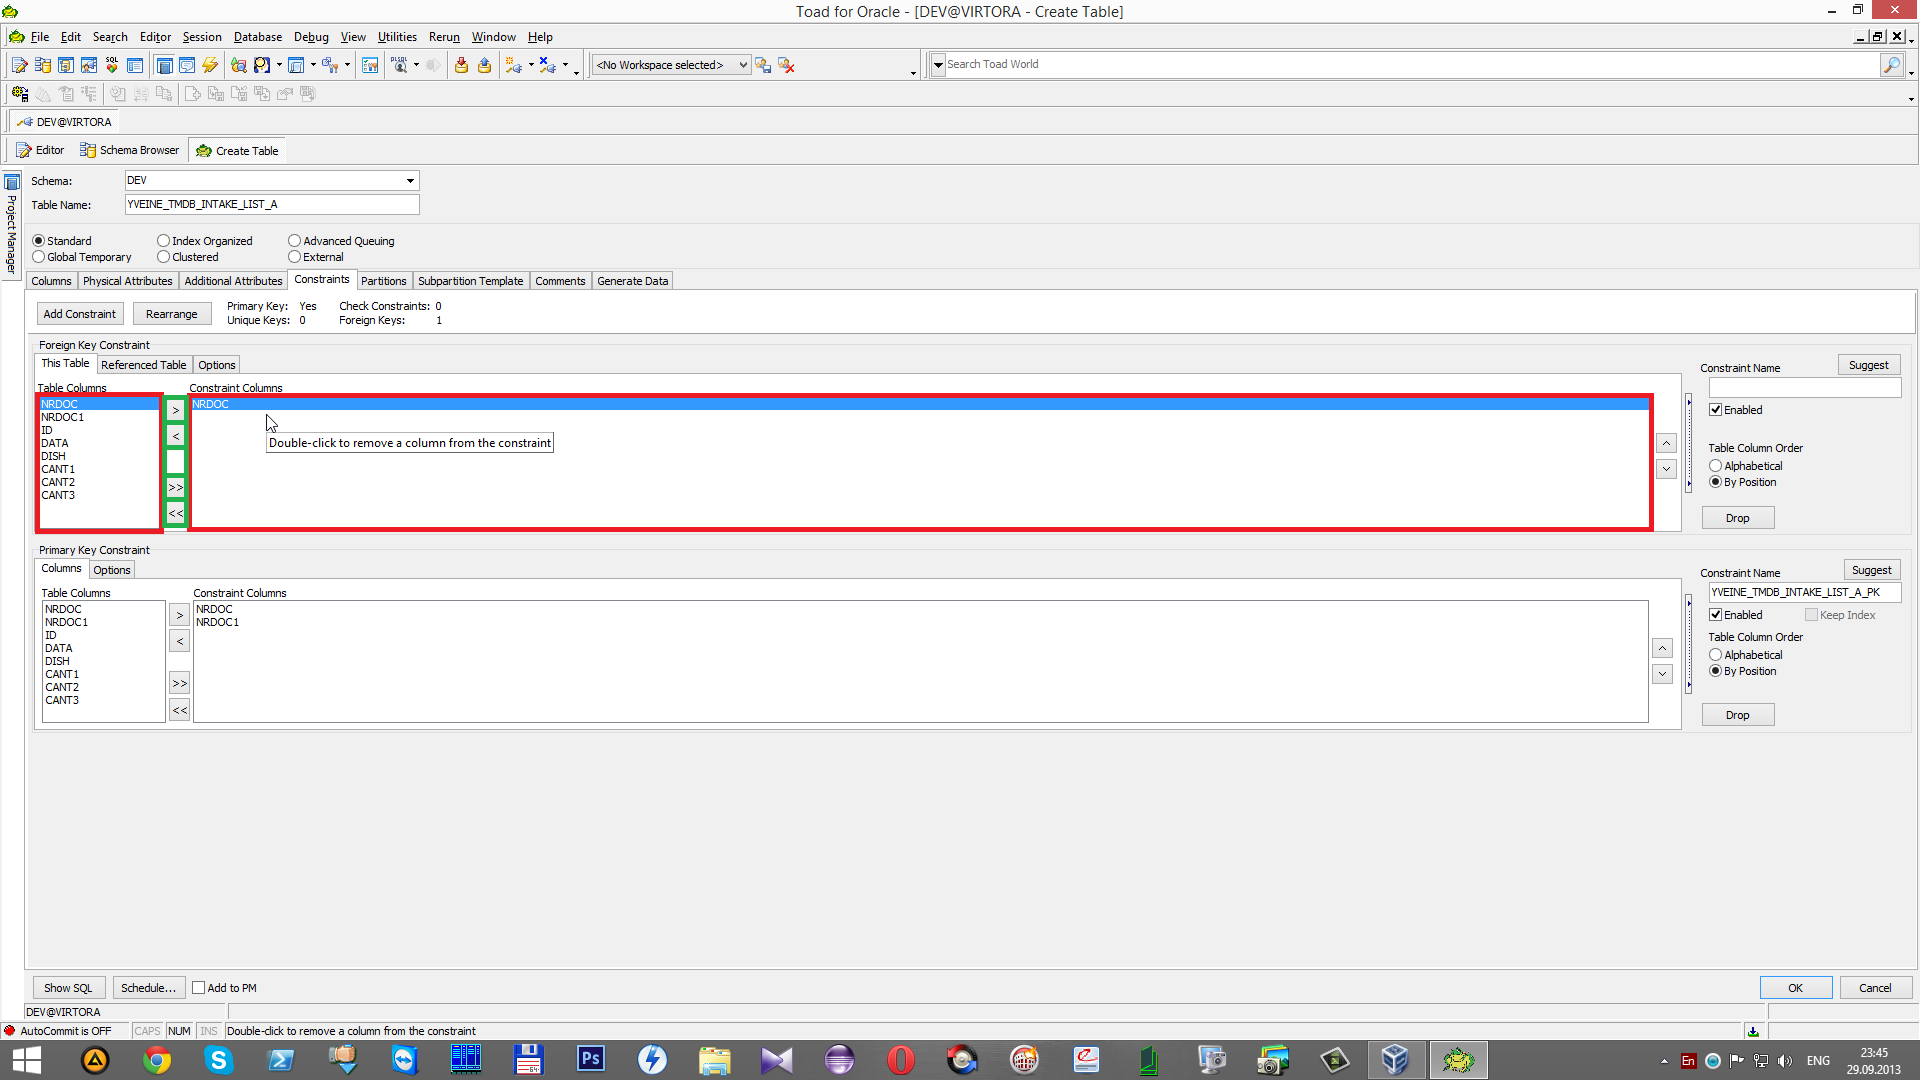 Toad for Oracle - [DEV@VIRTORA - Create Table]
File Edit Search Editor Session Database Debug View Utilities Rerun Window Help
SQL
<No Workspace selected>
Search Toad World
DEV@VIRTORA
Editor Schema Browser Create Table
Project Manager
Schema: DEV
Table Name: YVEINE_TMDB_INTAKE_LIST_A
Standard Index Organized Advanced Queuing
Global Temporary Clustered External
Columns Physical Attributes Additional Attributes Constraints Partitions Subpartition Template Comments Generate Data
Add Constraint Rearrange
Primary Key: Yes Check Constraints: 0
Unique Keys: 0 Foreign Keys: 1
Foreign Key Constraint
This Table Referenced Table Options
Table Columns Constraint Columns
NRDOC > NRDOC
NRDOC1
ID
DATA <
DISH
CANT1
CANT2 >>
CANT3
<<
Double-click to remove a column from the constraint
Constraint Name Suggest
Enabled
Table Column Order
Alphabetical
By Position
Drop
Primary Key Constraint
Columns Options
Table Columns Constraint Columns
NRDOC > NRDOC
NRDOC1 NRDOC1
ID <
DATA
DISH
CANT1
CANT2 >>
CANT3
<<
Constraint Name Suggest
YVEINE_TMDB_INTAKE_LIST_A_PK
Enabled Keep Index
Table Column Order
Alphabetical
By Position
Drop
Show SQL Schedule... Add to PM OK Cancel
DEV@VIRTORA
AutoCommit is OFF CAPS NUM INS Double-click to remove a column from the constraint
64
Ps
En
ENG
23:45
29.09.2013